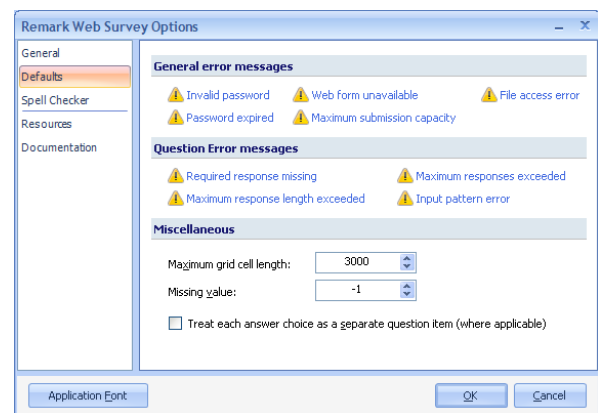 Remark Web Survey Options
General
Defaults
Spell Checker
Resources
Documentation
General error messages
Invalid password Web form unavailable File access error
Password expired Maximum submission capacity
Question Error messages
Required response missing Maximum responses exceeded
Maximum response length exceeded Input pattern error
Miscellaneous
Maximum grid cell length: 3000
Missing value: -1
Treat each answer choice as a separate question item (where applicable)
Application Font OK Cancel